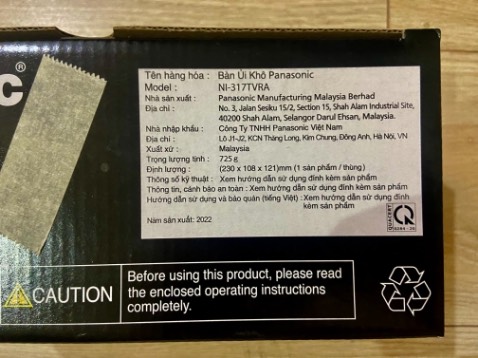 C®
Tên hàng hóa : Bàn Ủi Khô Panasonic
Model : NI-317TVRA
Nhà sản xuất : Panasonic Manufacturing Malaysia Berhad
Địa chỉ : No. 3, Jalan Sesiku 15/2, Section 15, Shah Alam Industrial Site,
40200 Shah Alam, Selangor Darul Ehsan, Malaysia.
Nhà nhập khẩu : Công Ty TNHH Panasonic Việt Nam
Địa chỉ : Lô J1-J2, KCN Thăng Long, Kim Chung, Đông Anh, Hà Nội, VN
Xuất xứ : Malaysia
Trọng lượng tịnh : 725 g
Định lượng : (230 x 108 x 121)mm (1 sản phẩm / thùng)
Thông số kỹ thuật : Xem hướng dẫn sử dụng đính kèm sản phẩm
Thông tin, cảnh báo an toàn : Xem hướng dẫn sử dụng đính kèm sản phẩm
Hướng dẫn sử dụng và bảo quản (tiếng Việt) : Xem hướng dẫn sử dụng đính
kèm sản phẩm
Năm sản xuất: 2022
QUACERT
CAUTION
Before using this product, please read
the enclosed operating instructions
completely.